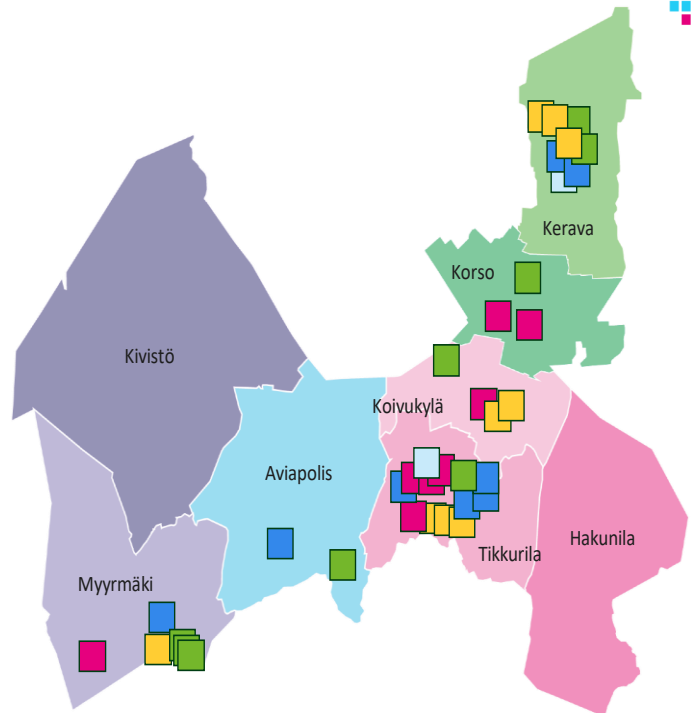 Kerava
Korso
Kivistö
Koivukylä
Aviapolis
Hakunila
Tikkurila
Myyrmäki